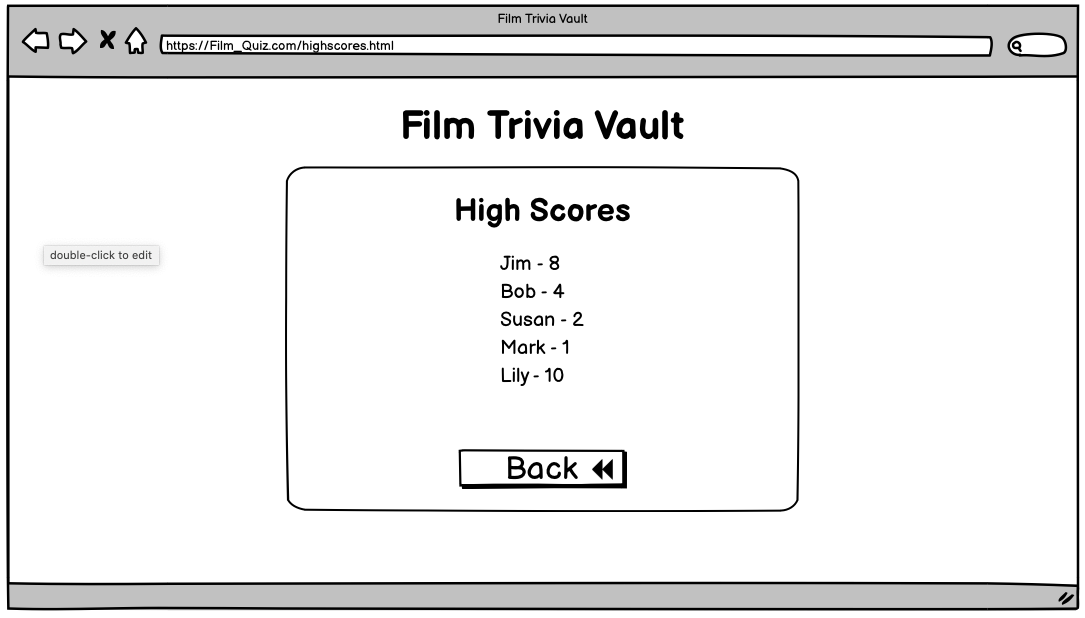 Film Trivia Vault
https://Film_Quiz.com/highscores.html
Film Trivia Vault
High Scores
double-click to edit
Jim - 8
Bob - 4
Susan - 2
Mark - 1
Lily - 10
Back